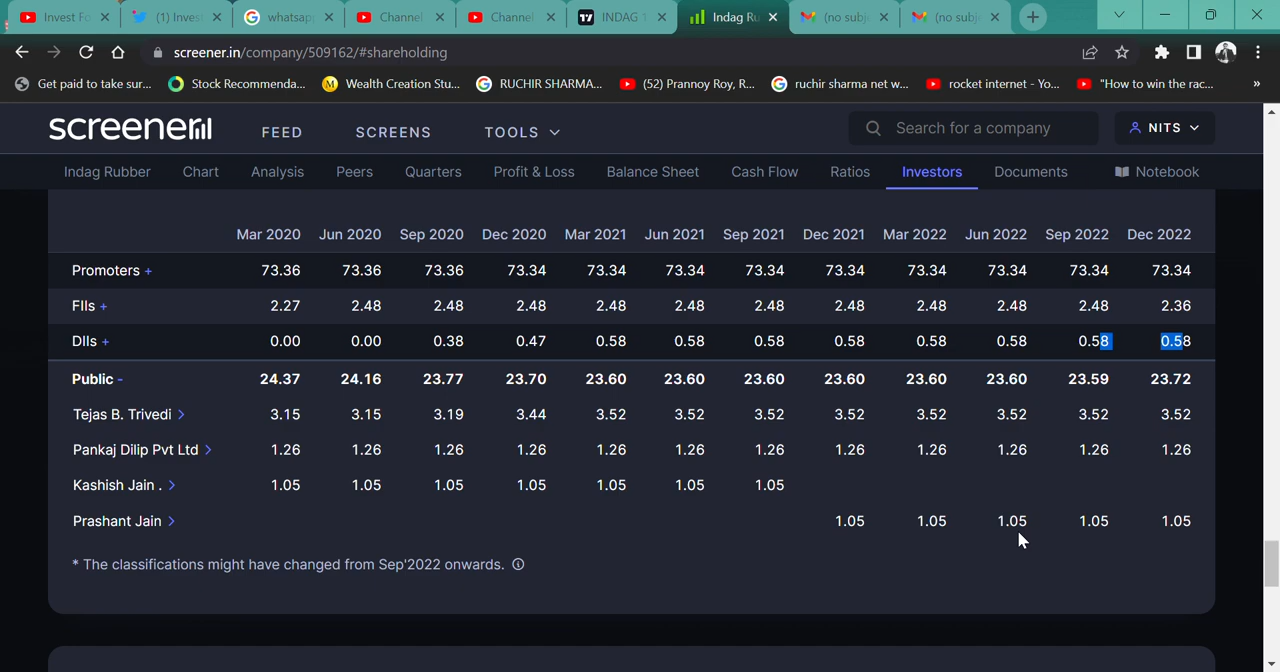 Invest Fo
(1) Invest
whatsapp
Channel
Channel
INDAG
Indag Ru
(no subj
(no subj
screener.in/company/509162/#shareholding
Get paid to take sur... Stock Recommenda... Wealth Creation Stu... RUCHIR SHARMA... (52) Prannoy Roy, R... ruchir sharma net w... rocket internet - Yo... "How to win the rac... »
screener FEED SCREENS TOOLS Search for a company NITS
Indag Rubber Chart Analysis Peers Quarters Profit & Loss Balance Sheet Cash Flow Ratios Investors Documents Notebook
Mar 2020 Jun 2020 Sep 2020 Dec 2020 Mar 2021 Jun 2021 Sep 2021 Dec 2021 Mar 2022 Jun 2022 Sep 2022 Dec 2022
Promoters + 73.36 73.36 73.36 73.34 73.34 73.34 73.34 73.34 73.34 73.34 73.34 73.34
FIIs + 2.27 2.48 2.48 2.48 2.48 2.48 2.48 2.48 2.48 2.48 2.48 2.36
DIIs + 0.00 0.00 0.38 0.47 0.58 0.58 0.58 0.58 0.58 0.58 0.58 0.58
Public - 24.37 24.16 23.77 23.70 23.60 23.60 23.60 23.60 23.60 23.60 23.59 23.72
Tejas B. Trivedi 3.15 3.15 3.19 3.44 3.52 3.52 3.52 3.52 3.52 3.52 3.52 3.52
Pankaj Dilip Pvt Ltd 1.26 1.26 1.26 1.26 1.26 1.26 1.26 1.26 1.26 1.26 1.26 1.26
Kashish Jain . 1.05 1.05 1.05 1.05 1.05 1.05 1.05
Prashant Jain 1.05 1.05 1.05 1.05 1.05
* The classifications might have changed from Sep'2022 onwards.